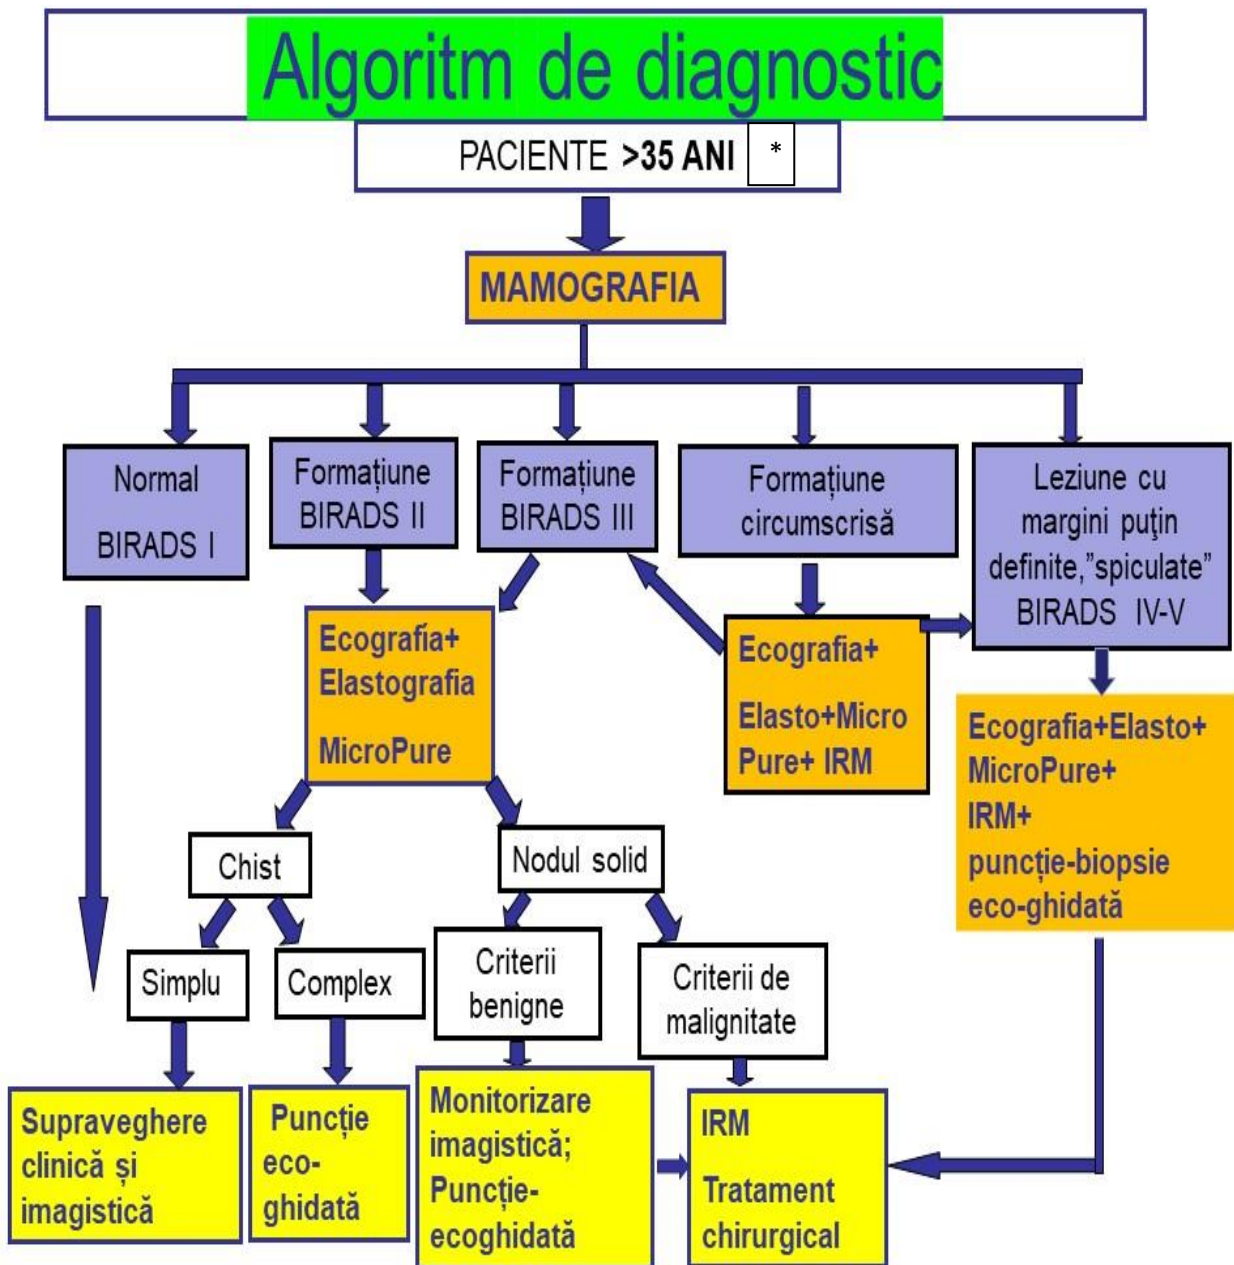 Algoritm de diagnostic
PACIENTE >35 ANI *
MAMOGRAFIA
Normal
BIRADS I
Formațiune
BIRADS II
Formațiune
BIRADS III
Formațiune
circumscrisă
Leziune cu
margini puţin
definite,”spiculate”
BIRADS IV-V
Ecografía+
Elastografia
MicroPure
Ecografia+
Elasto+Micro
Pure+ IRM
Ecografia+Elasto+
MicroPure+
IRM+
puncție-biopsie
eco-ghidată
Chist
Nodul solid
Simplu
Complex
Criterii
benigne
Criterii de
malignitate
Supraveghere
clinică și
imagistică
Puncție
eco-
ghidată
Monitorizare
imagistică;
Puncție-
ecoghidată
IRM
Tratament
chirurgical